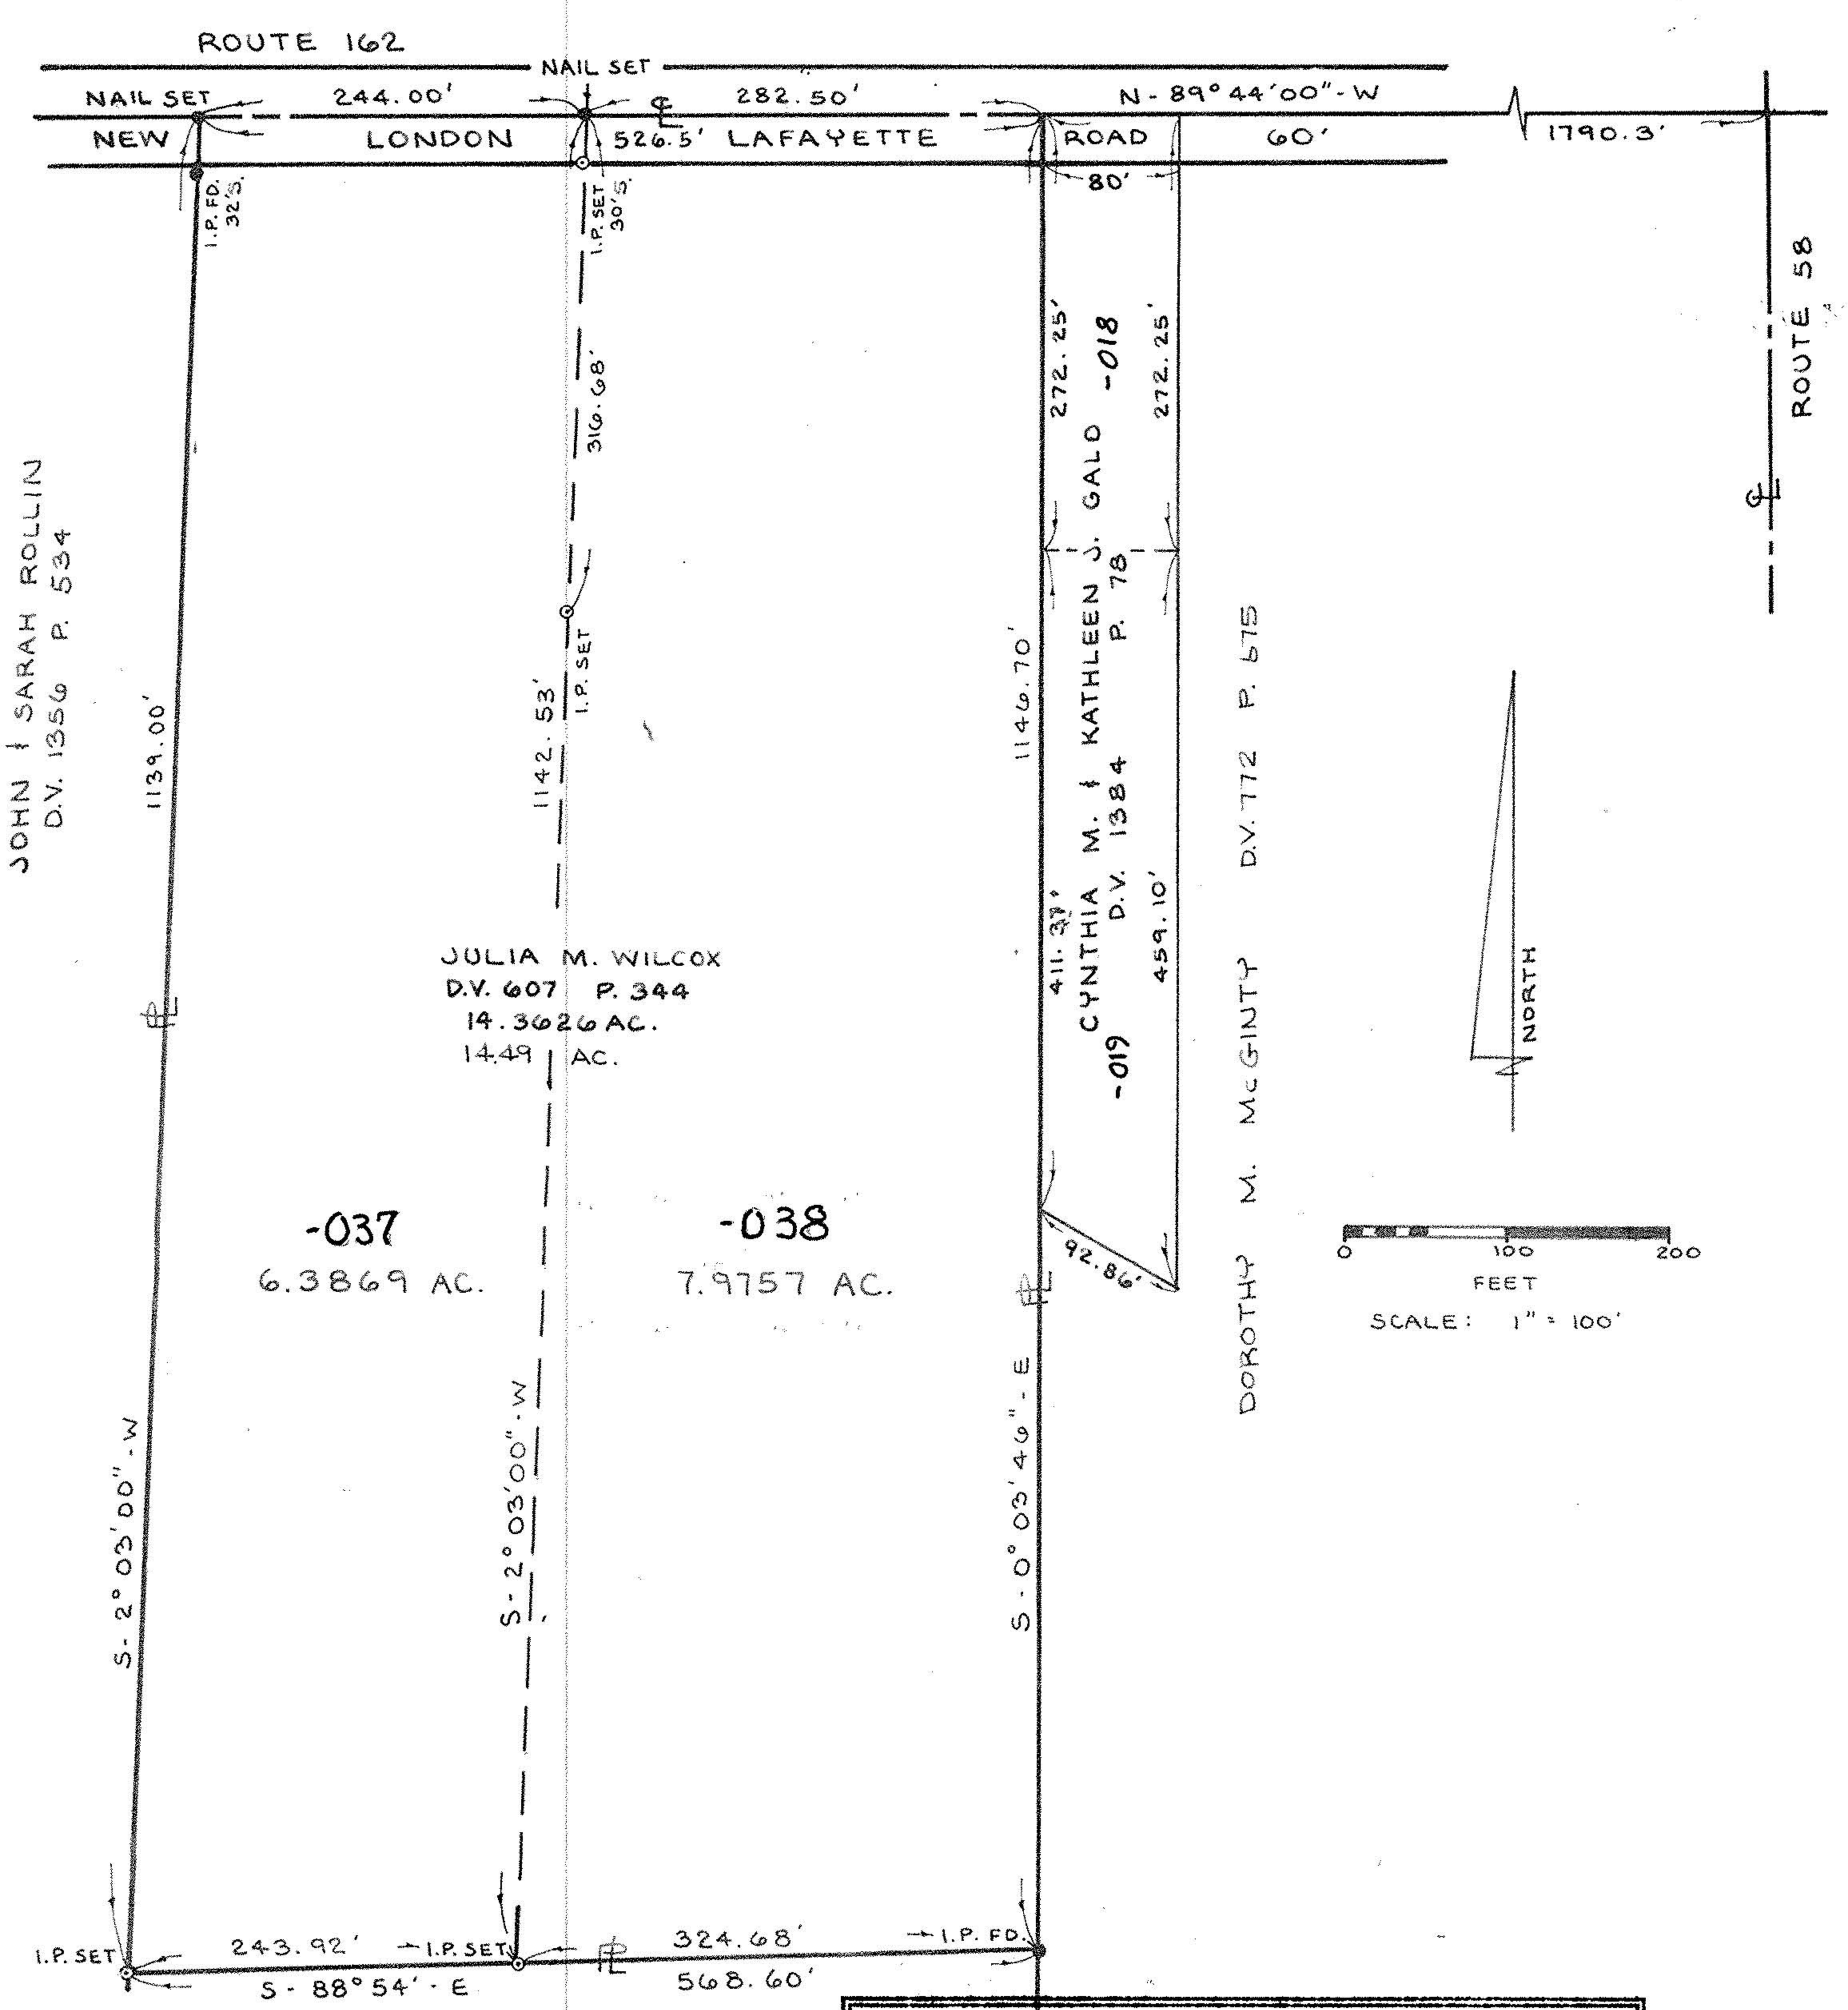 ROUTE 162
NAIL SET
NAIL SET
244.00'
282.50'
N-89°44'00"-W
NEW LONDON
526.5'
LAFAYETTE ROAD
60'
1790.3'
80'
I.P. FD.
32'S.
I.P. SET
30'S.
ROUTE 58
316.68'
272.25'
-018
272.25'
JOHN & SARAH ROLLIN
D.V. 1356 P. 534
1139.00'
1142.53'
I.P. SET
1146.70'
CYNTHIA M. & KATHLEEN J. GALO
D.V. 1384 P. 78
411.37'
459.10'
-019
DOROTHY M. McGINTY D.V. 772 P. 675
NORTH
JULIA M. WILCOX
D.V. 607 P. 344
14.3626 AC.
14.49 AC.
-037
6.3869 AC.
-038
7.9757 AC.
92.86'
0 100 200
FEET
SCALE: 1" = 100'
S-2°03'00"-W
S-2°03'00"-W
S-0°03'46"-E
I.P. SET
243.92'
I.P. SET
324.68'
I.P. FD.
S-88°54'-E
568.60'